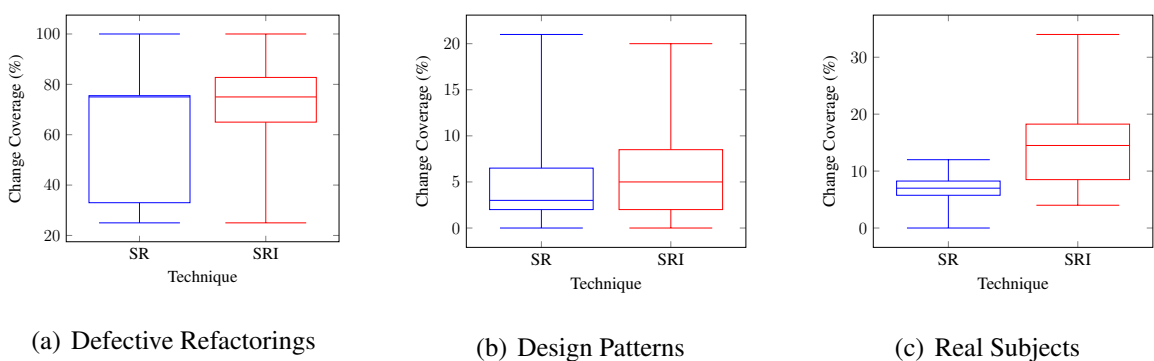 100
80
60
40
20
Change Coverage (%)
SR
SRI
Technique
(a) Defective Refactorings
20
15
10
5
0
Change Coverage (%)
SR
SRI
Technique
(b) Design Patterns
30
20
10
0
Change Coverage (%)
SR
SRI
Technique
(c) Real Subjects